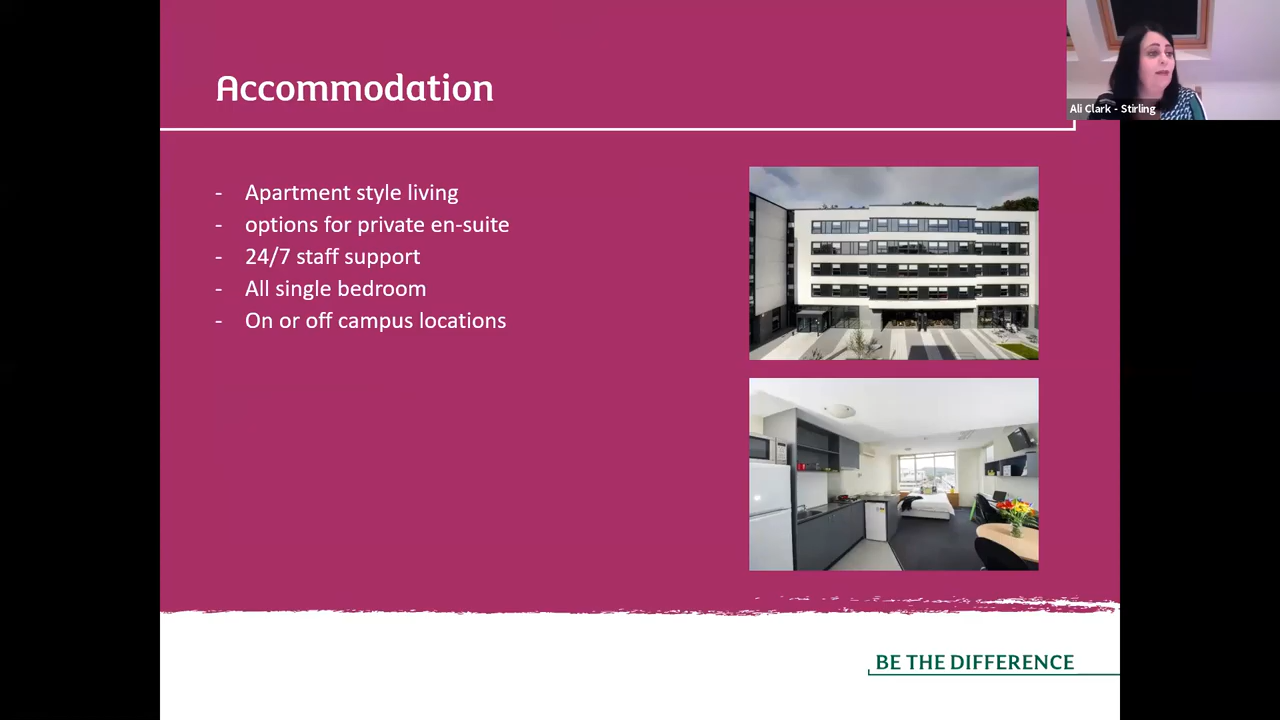 Accommodation
Ali Clark - Stirling
- Apartment style living
- options for private en-suite
- 24/7 staff support
- All single bedroom
- On or off campus locations
BE THE DIFFERENCE